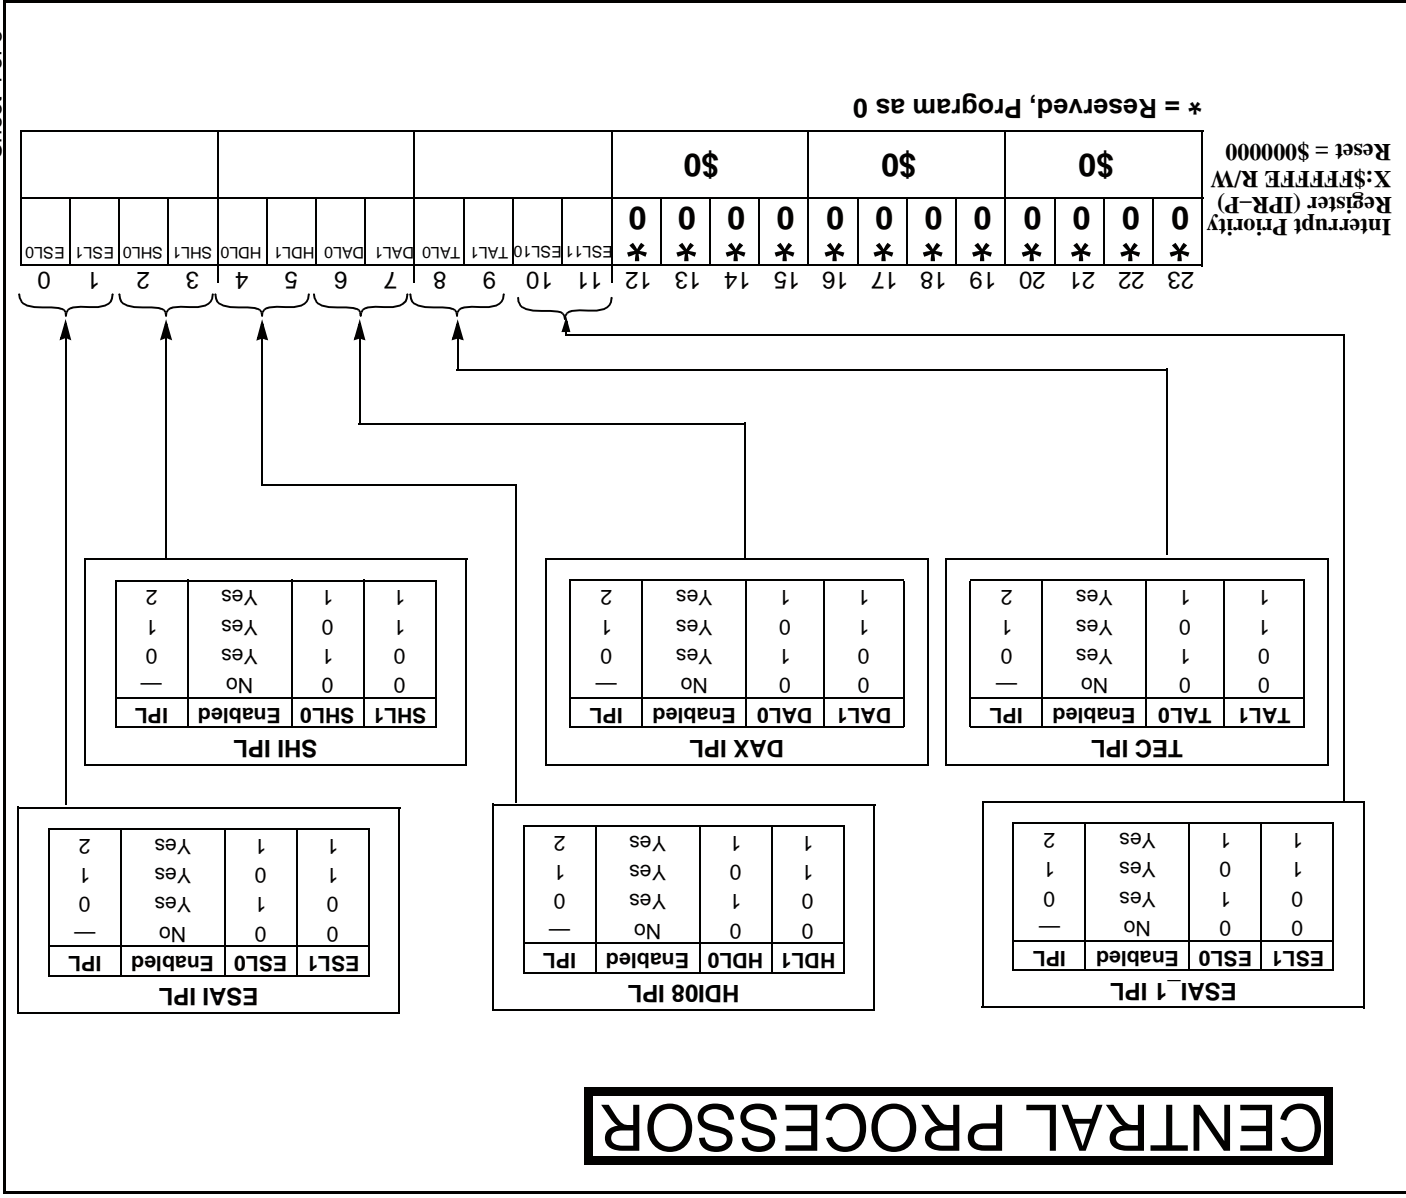 CENTRAL PROCESSOR
ESAI_1 IPL
ESL1 ESL0 Enabled IPL
0 0 No —
0 1 Yes 0
1 0 Yes 1
1 1 Yes 2
HDI08 IPL
HDL1 HDL0 Enabled IPL
0 0 No —
0 1 Yes 0
1 0 Yes 1
1 1 Yes 2
ESAI IPL
ESL1 ESL0 Enabled IPL
0 0 No —
0 1 Yes 0
1 0 Yes 1
1 1 Yes 2
TEC IPL
TAL1 TAL0 Enabled IPL
0 0 No —
0 1 Yes 0
1 0 Yes 1
1 1 Yes 2
DAX IPL
DAL1 DAL0 Enabled IPL
0 0 No —
0 1 Yes 0
1 0 Yes 1
1 1 Yes 2
SHI IPL
SHL1 SHL0 Enabled IPL
0 0 No —
0 1 Yes 0
1 0 Yes 1
1 1 Yes 2
23 22 21 20 19 18 17 16 15 14 13 12 11 10 9 8 7 6 5 4 3 2 1 0
* * * * * * * * * * * * ESL11 ESL10 TAL1 TAL0 DAL1 DAL0 HDL1 HDL0 SHL1 SHL0 ESL1 ESL0
0 0 0 0 0 0 0 0 0 0 0 0
Interrupt Priority
Register (IPR–P)
X:$FFFFFE R/W
Reset = $000000
$0 $0 $0
* = Reserved, Program as 0